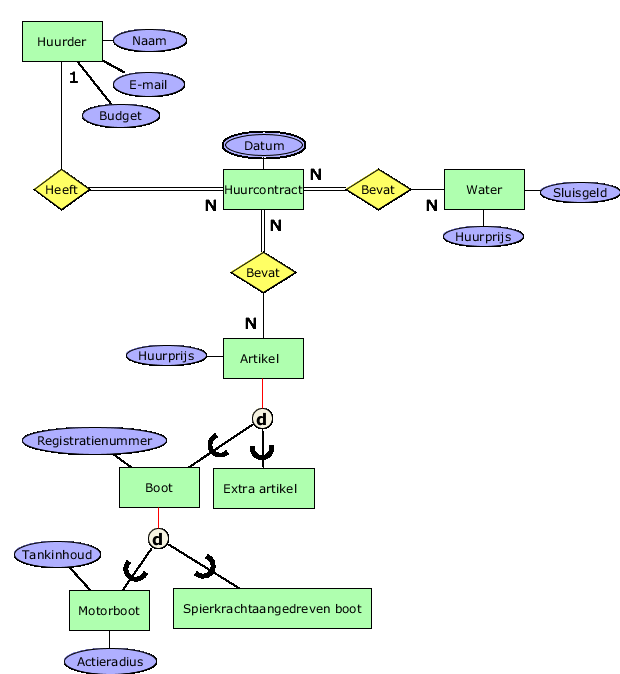 Huurder
Naam
1
E-mail
Budget
Datum
Heeft
Huurcontract
N
Bevat
Water
Sluisgeld
N
N
N
Huurprijs
Bevat
N
Huurprijs
Artikel
d
Registratienummer
Boot
Extra artikel
d
Tankinhoud
Motorboot
Spierkrachtaangedreven boot
Actieradius